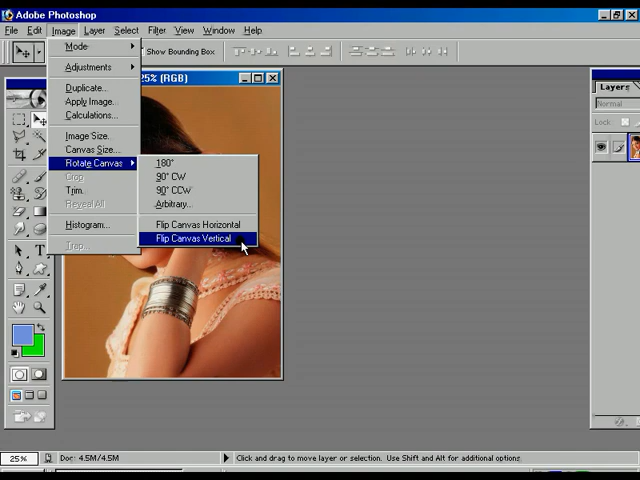 Adobe Photoshop
File Edit Image Layer Select Filter View Window Help
Mode
Show Bounding Box
Adjustments
25% (RGB)
Duplicate...
Apply Image...
Calculations...
Image Size...
Canvas Size...
Rotate Canvas
Crop
Trim...
Reveal All
Histogram...
Trap...
180°
90° CW
90° CCW
Arbitrary...
Flip Canvas Horizontal
Flip Canvas Vertical
Layers
Normal
Lock:
T
25%
Doc: 4.5M/4.5M
Click and drag to move layer or selection. Use Shift and Alt for additional options.